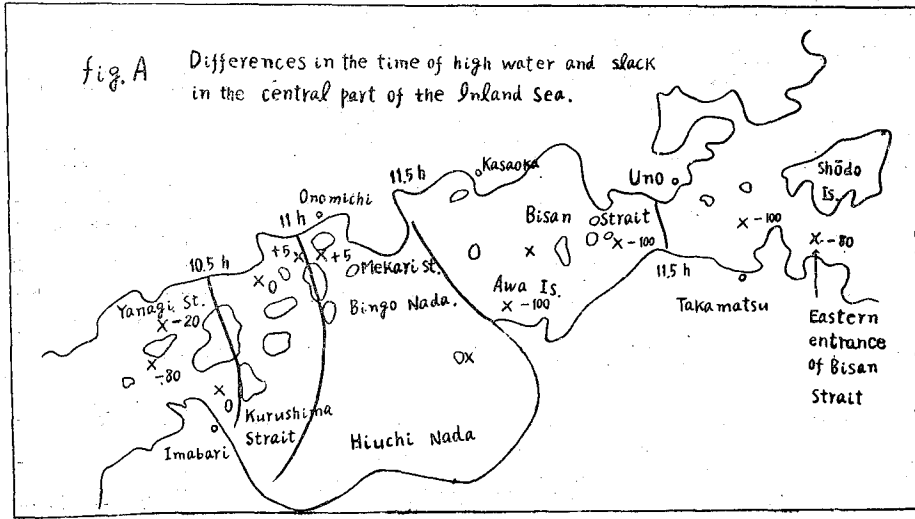 fig. A Differences in the time of high water and slack
in the central part of the Inland Sea.
Kasaoka
11.5 h
Uno
Shōdo
Is.
Onomichi
11 h
Bisan
Strait
×-100
×-100
×-80
+5
×
×+5
Mekari St.
×
10.5 h
×0
Awa Is.
×-100
11.5 h
Yanagi St.
×-20
Bingo Nada.
Takamatsu
Eastern
entrance
of Bisan
Strait
×
-80
×
0
×
Kurushima
Strait
Hiuchi Nada
Imabari